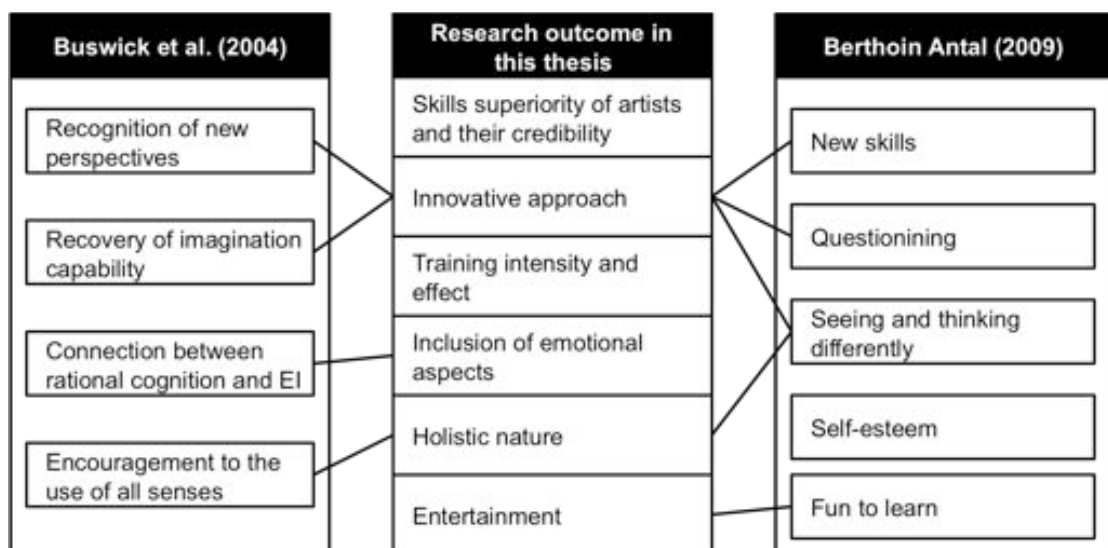 Buswick et al. (2004)
Recognition of new
perspectives
Recovery of imagination
capability
Connection between
rational cognition and EI
Encouragement to the
use of all senses
Research outcome in
this thesis
Skills superiority of artists
and their credibility
Innovative approach
Training intensity and
effect
Inclusion of emotional
aspects
Holistic nature
Entertainment
Berthoin Antal (2009)
New skills
Questionining
Seeing and thinking
differently
Self-esteem
Fun to learn